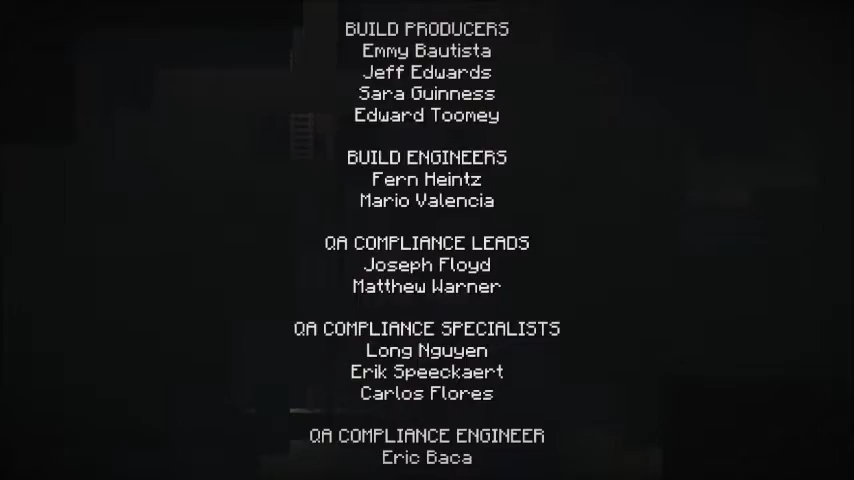 BUILD PRODUCERS
Emmy Bautista
Jeff Edwards
Sara Guinness
Edward Toomey
BUILD ENGINEERS
Fern Heintz
Mario Valencia
QA COMPLIANCE LEADS
Joseph Floyd
Matthew Warner
QA COMPLIANCE SPECIALISTS
Long Nguyen
Erik Speeckaert
Carlos Flores
QA COMPLIANCE ENGINEER
Eric Baca